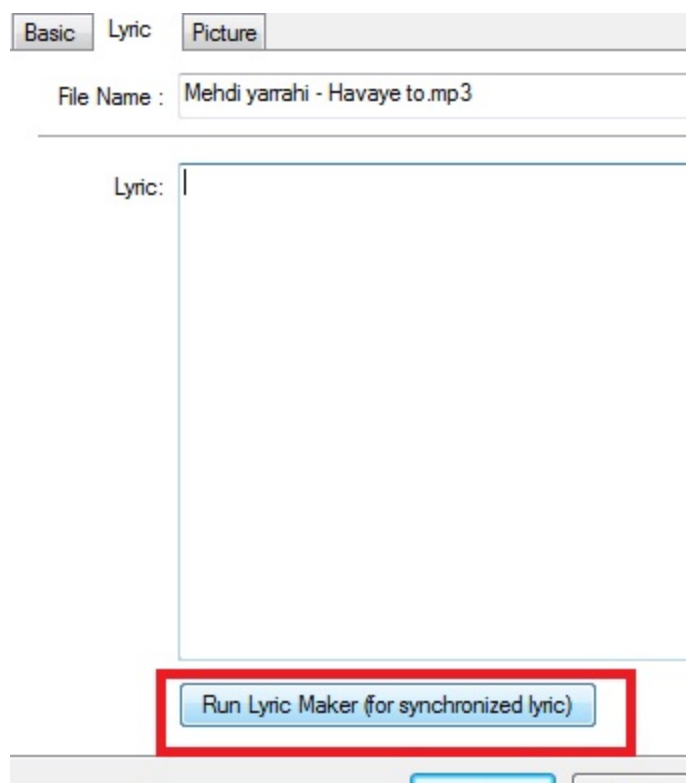 Basic Lyric Picture
File Name : Mehdi yarrahi - Havaye to.mp3
Lyric:
Run Lyric Maker (for synchronized lyric)